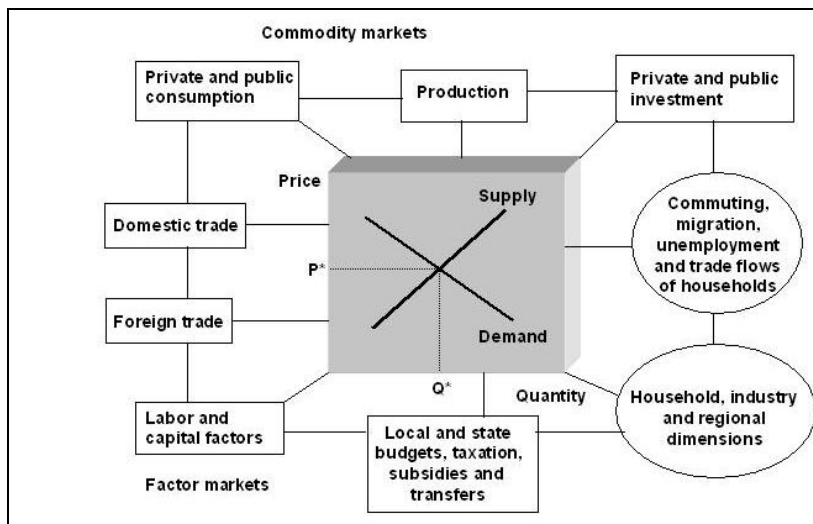 Commodity markets
Private and public
consumption
Production
Private and public
investment
Price
Supply
Commuting,
migration,
unemployment
and trade flows
of households
Domestic trade
P*
Foreign trade
Demand
Q*
Quantity
Household, industry
and regional
dimensions
Labor and
capital factors
Local and state
budgets, taxation,
subsidies and
transfers
Factor markets